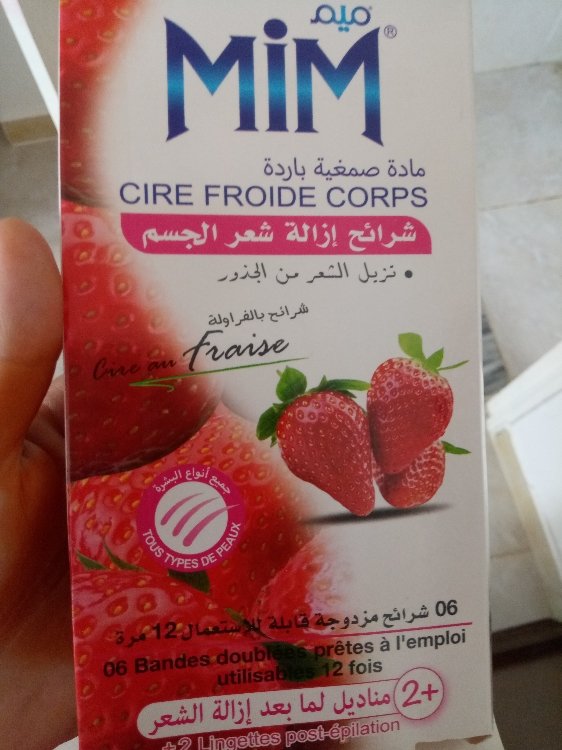 ميم
MiM®
مادة صمغية باردة
CIRE FROIDE CORPS
شرائح إزالة شعر الجسم
• تزيل الشعر من الجذور
شرائح بالفراولة
Cire au Fraise
جميع أنواع البشرة
TOUS TYPES DE PEAUX
06 شرائح مزدوجة قابلة للاستعمال 12 مرة
06 Bandes doublées prêtes à l'emploi
utilisables 12 fois
+2 مناديل لما بعد إزالة الشعر
+2 Lingettes post-épilation